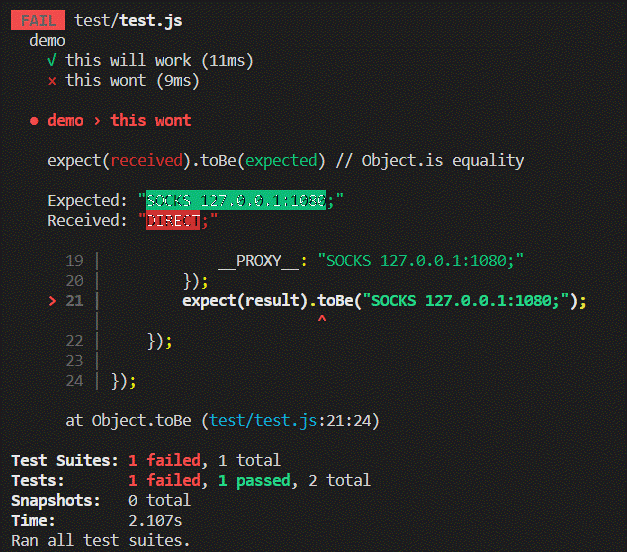 FAIL test/test.js
demo
√ this will work (11ms)
× this wont (9ms)
● demo › this wont
expect(received).toBe(expected) // Object.is equality
Expected: "SOCKS 127.0.0.1:1080;"
Received: "DIRECT;"
19 | __PROXY__: "SOCKS 127.0.0.1:1080;"
20 | });
> 21 | expect(result).toBe("SOCKS 127.0.0.1:1080;");
| ^
22 | });
23 |
24 | });
at Object.toBe (test/test.js:21:24)
Test Suites: 1 failed, 1 total
Tests: 1 failed, 1 passed, 2 total
Snapshots: 0 total
Time: 2.107s
Ran all test suites.